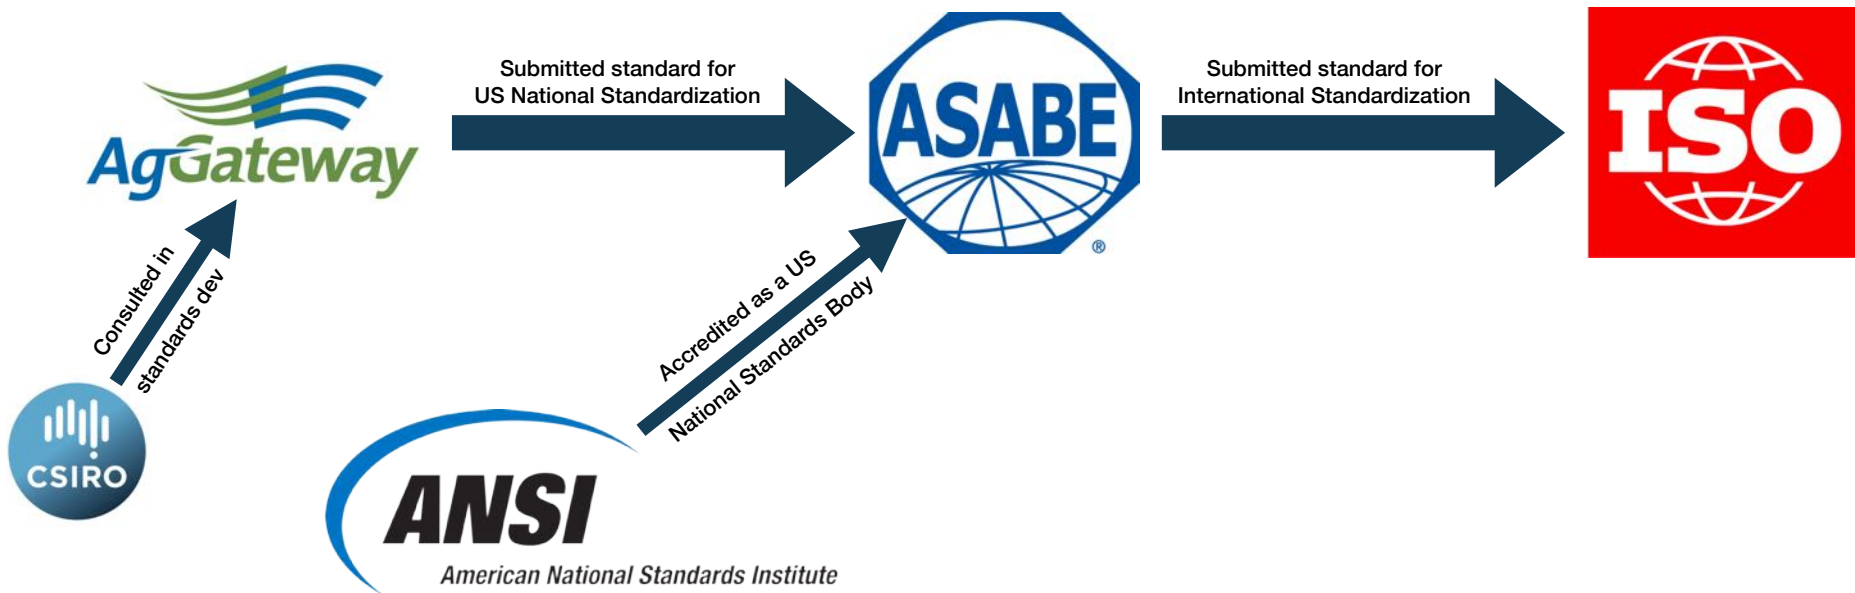 Submitted standard for
US National Standardization
Submitted standard for
International Standardization
AgGateway
ASABE
®
ISO
Consulted in
standards dev
Accredited as a US
National Standards Body
CSIRO
ANSI
American National Standards Institute